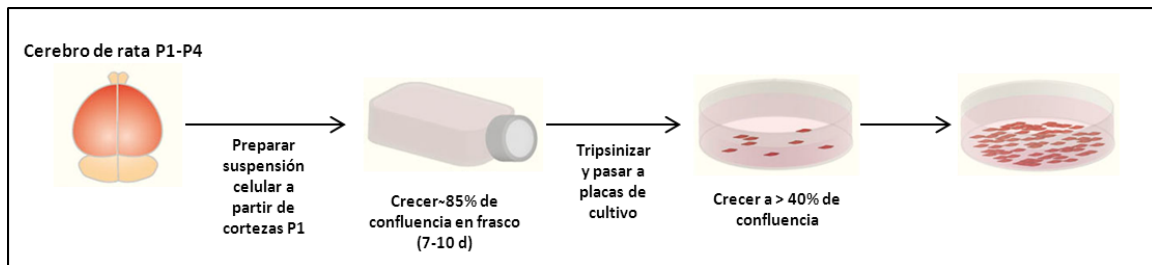 Cerebro de rata P1-P4
Preparar
suspensión
celular a
partir de
cortezas P1
Crecer~85% de
confluencia en frasco
(7-10 d)
Tripsinizar
y pasar a
placas de
cultivo
Crecer a > 40% de
confluencia